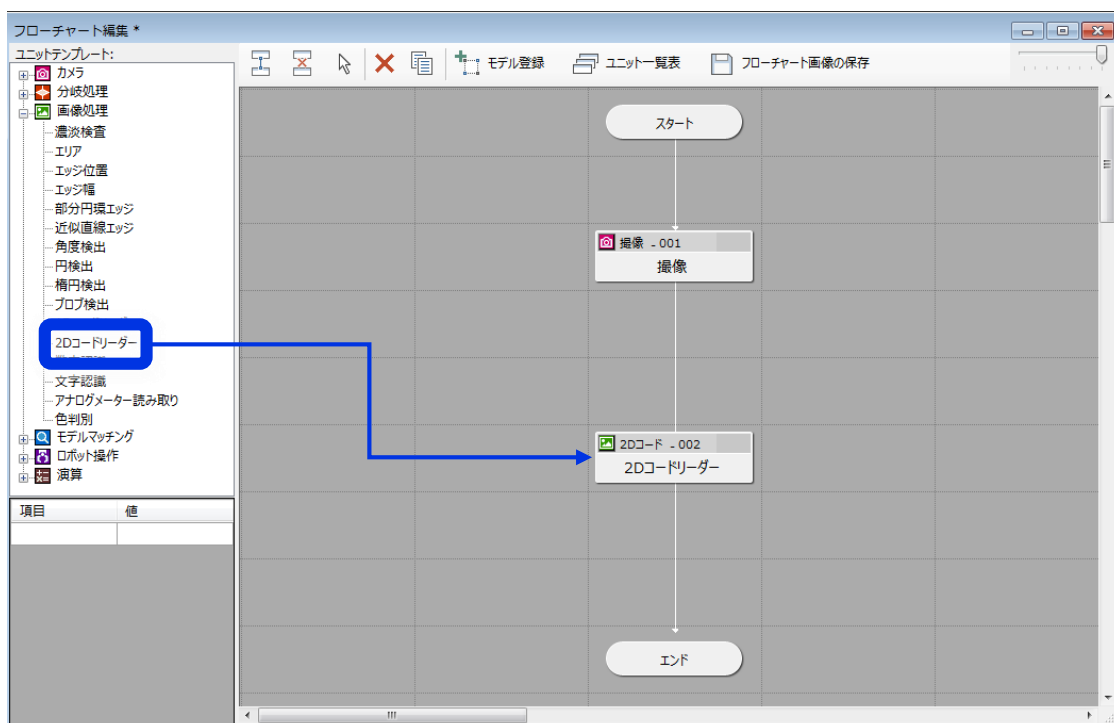 フローチャート編集 *
ユニットテンプレート:
カメラ
分岐処理
画像処理
濃淡検査
エリア
エッジ位置
エッジ幅
部分円環エッジ
近似直線エッジ
角度検出
円検出
楕円検出
ブロブ検出
2Dコードリーダー
文字認識
アナログメーター読み取り
色判別
モデルマッチング
ロボット操作
演算
項目 値
モデル登録 ユニット一覧表 フローチャート画像の保存
スタート
撮像 - 001
撮像
2Dコード - 002
2Dコードリーダー
エンド